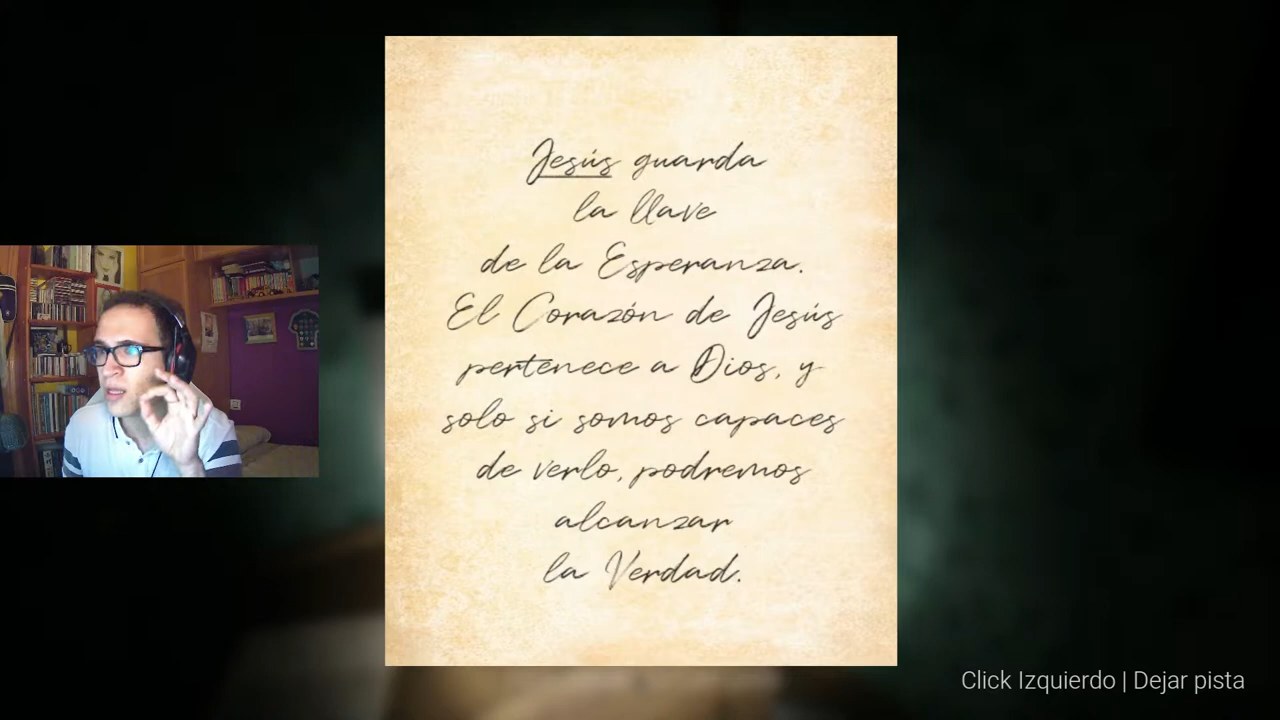 Jesús guarda
la llave
de la Esperanza.
El Corazón de Jesús
pertenece a Dios, y
solo si somos capaces
de verlo, podremos
alcanzar
la Verdad.
Click Izquierdo | Dejar pista